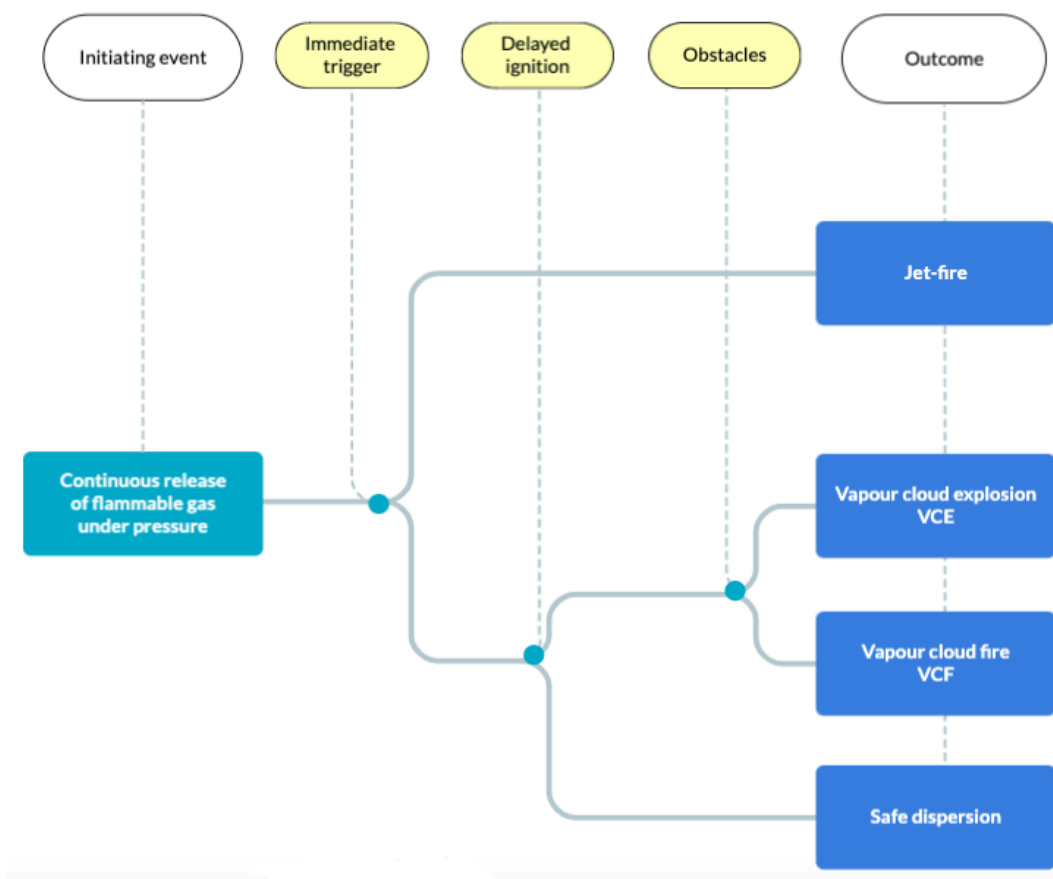 Initiating event
Immediate
trigger
Delayed
ignition
Obstacles
Outcome
Jet-fire
Continuous release
of flammable gas
under pressure
Vapour cloud explosion
VCE
Vapour cloud fire
VCF
Safe dispersion